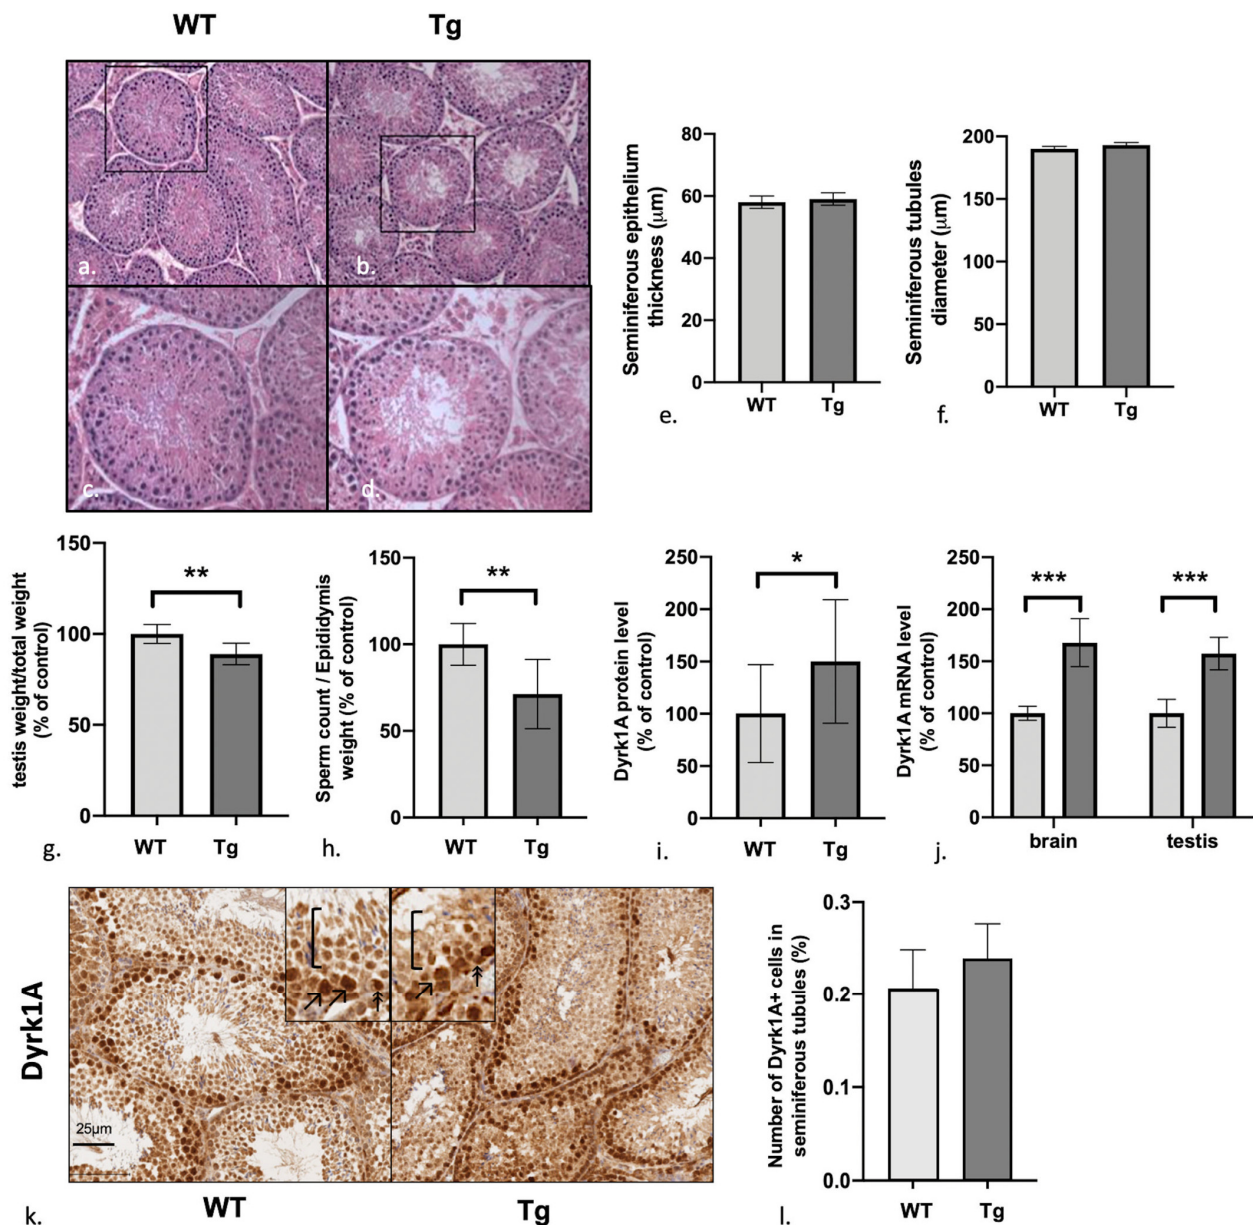 WT Tg
a. b.
c. d.
Seminiferous epithelium
thickness (μm)
80
60
40
20
0
WT Tg
e.
Seminiferous tubules
diameter (μm)
200
150
100
50
0
WT Tg
f.
testis weight/total weight
(% of control)
150
100
50
0
**
WT Tg
g.
Sperm count / Epididymis
weight (% of control)
150
100
50
0
**
WT Tg
h.
Dyrk1A protein level
(% of control)
250
200
150
100
50
0
*
WT Tg
i.
Dyrk1A mRNA level
(% of control)
250
200
150
100
50
0
*** ***
brain testis
j.
Dyrk1A
25μm
WT Tg
k.
Number of Dyrk1A+ cells in
seminiferous tubules (%)
0.3
0.2
0.1
0.0
WT Tg
l.